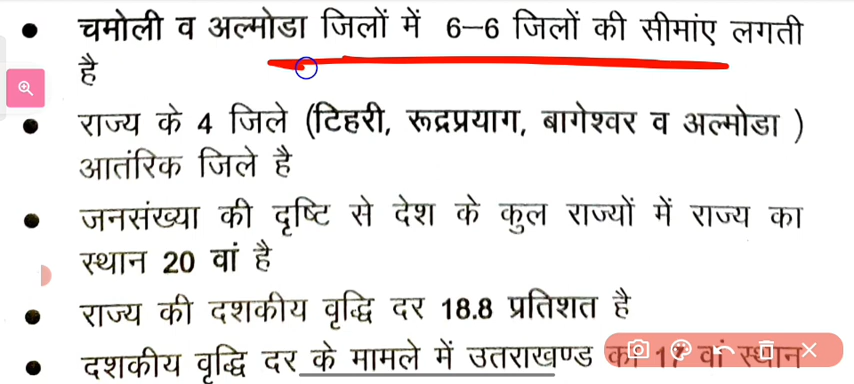 • चमोली व अल्मोडा जिलों में 6–6 जिलों की सीमांए लगती
है
• राज्य के 4 जिले (टिहरी, रूद्रप्रयाग, बागेश्वर व अल्मोडा )
आतंरिक जिले है
• जनसंख्या की दृष्टि से देश के कुल राज्यों में राज्य का
स्थान 20 वां है
• राज्य की दशकीय वृद्धि दर 18.8 प्रतिशत है
• दशकीय वृद्धि दर के मामले में उतराखण्ड का 17 वां स्थान